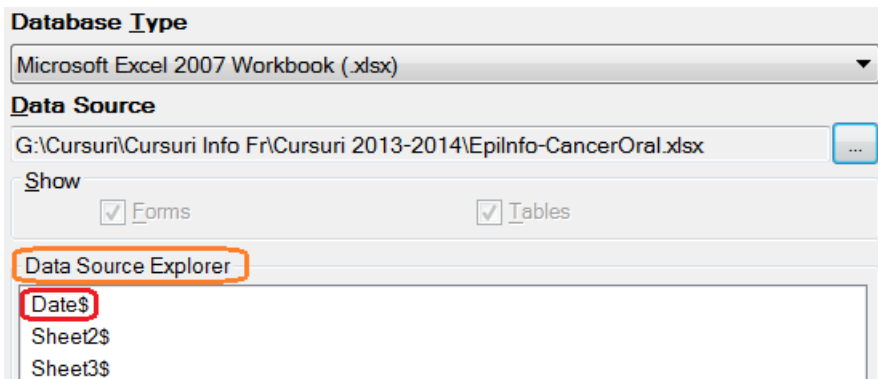 Database Type
Microsoft Excel 2007 Workbook (.xlsx)
Data Source
G:\Cursuri\Cursuri Info Fr\Cursuri 2013-2014\EpiInfo-CancerOral.xlsx ...
Show
Forms Tables
Data Source Explorer
Date$
Sheet2$
Sheet3$